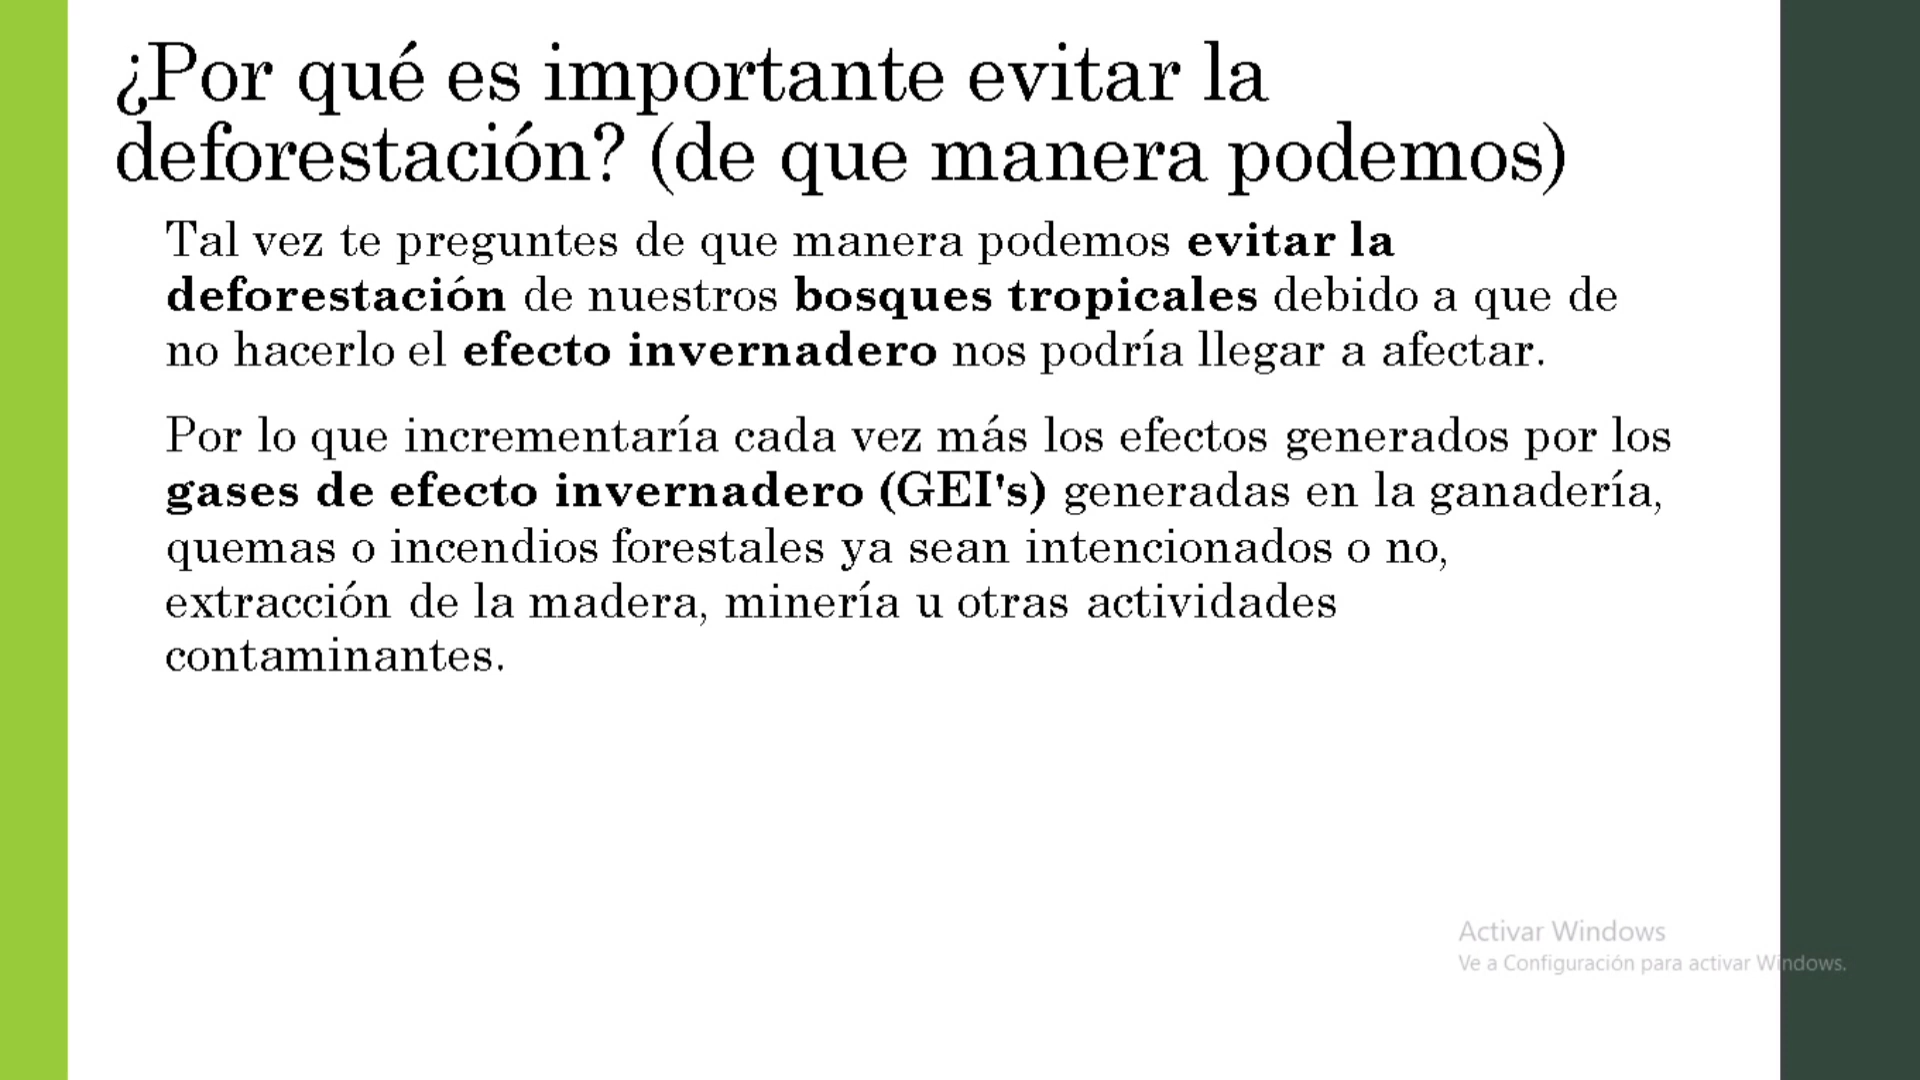 ¿Por qué es importante evitar la
deforestación? (de que manera podemos)
Tal vez te preguntes de que manera podemos evitar la
deforestación de nuestros bosques tropicales debido a que de
no hacerlo el efecto invernadero nos podría llegar a afectar.
Por lo que incrementaría cada vez más los efectos generados por los
gases de efecto invernadero (GEI's) generadas en la ganadería,
quemas o incendios forestales ya sean intencionados o no,
extracción de la madera, minería u otras actividades
contaminantes.
Activar Windows
Ve a Configuración para activar Windows.